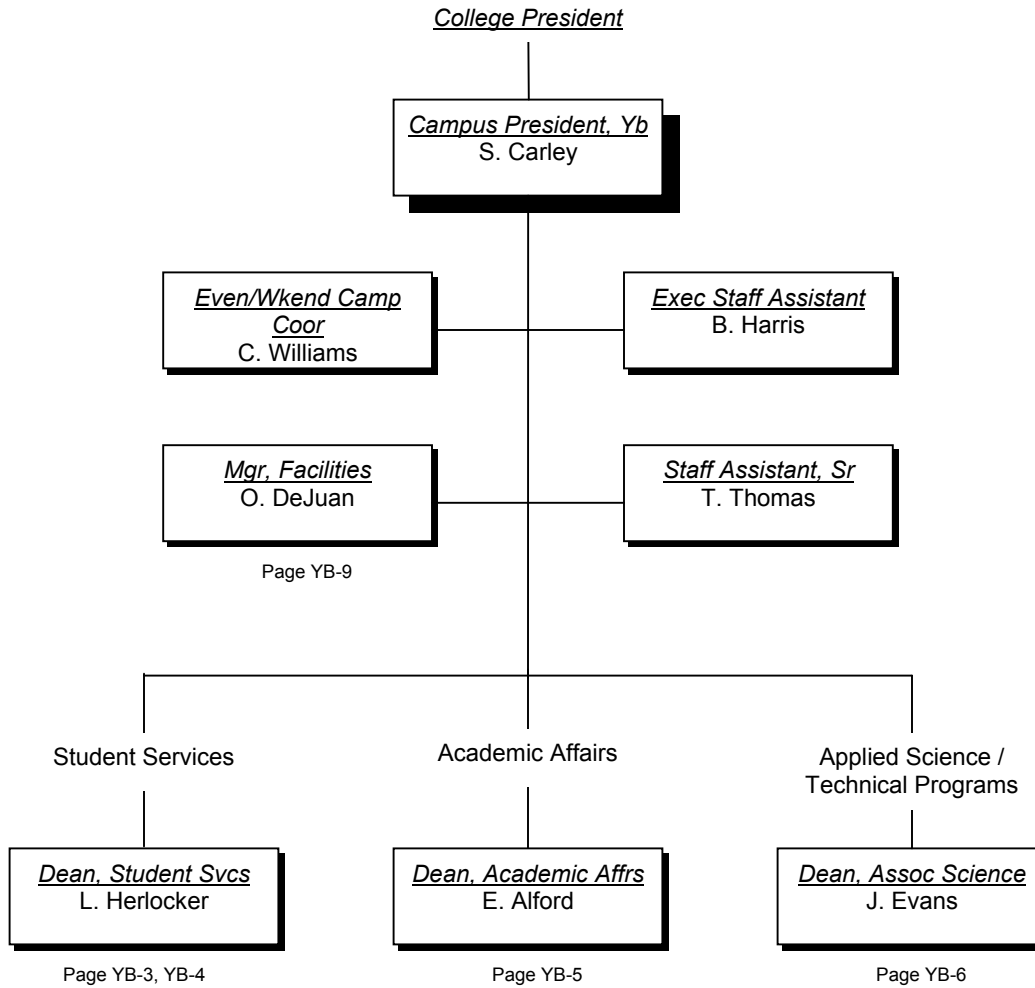 College President
Campus President, Yb
S. Carley
Even/Wkend Camp
Coor
C. Williams
Exec Staff Assistant
B. Harris
Mgr, Facilities
O. DeJuan
Staff Assistant, Sr
T. Thomas
Page YB-9
Student Services
Academic Affairs
Applied Science /
Technical Programs
Dean, Student Svcs
L. Herlocker
Dean, Academic Affrs
E. Alford
Dean, Assoc Science
J. Evans
Page YB-3, YB-4
Page YB-5
Page YB-6